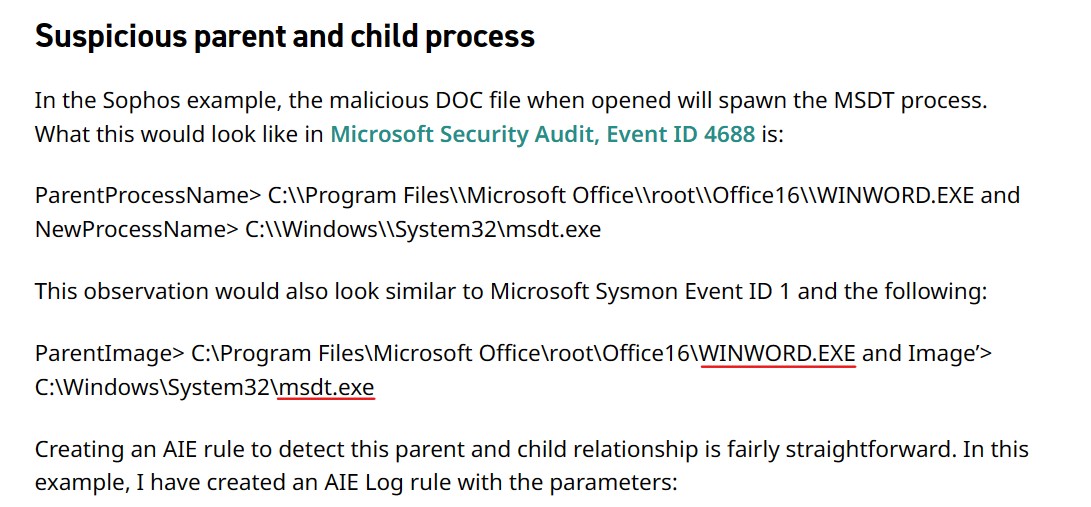 Suspicious parent and child process
In the Sophos example, the malicious DOC file when opened will spawn the MSDT process.
What this would look like in Microsoft Security Audit, Event ID 4688 is:
ParentProcessName> C:\\Program Files\\Microsoft Office\\root\\Office16\\WINWORD.EXE and
NewProcessName> C:\\Windows\\System32\msdt.exe
This observation would also look similar to Microsoft Sysmon Event ID 1 and the following:
ParentImage> C:\Program Files\Microsoft Office\root\Office16\WINWORD.EXE and Image’>
C:\Windows\System32\msdt.exe
Creating an AIE rule to detect this parent and child relationship is fairly straightforward. In this
example, I have created an AIE Log rule with the parameters: